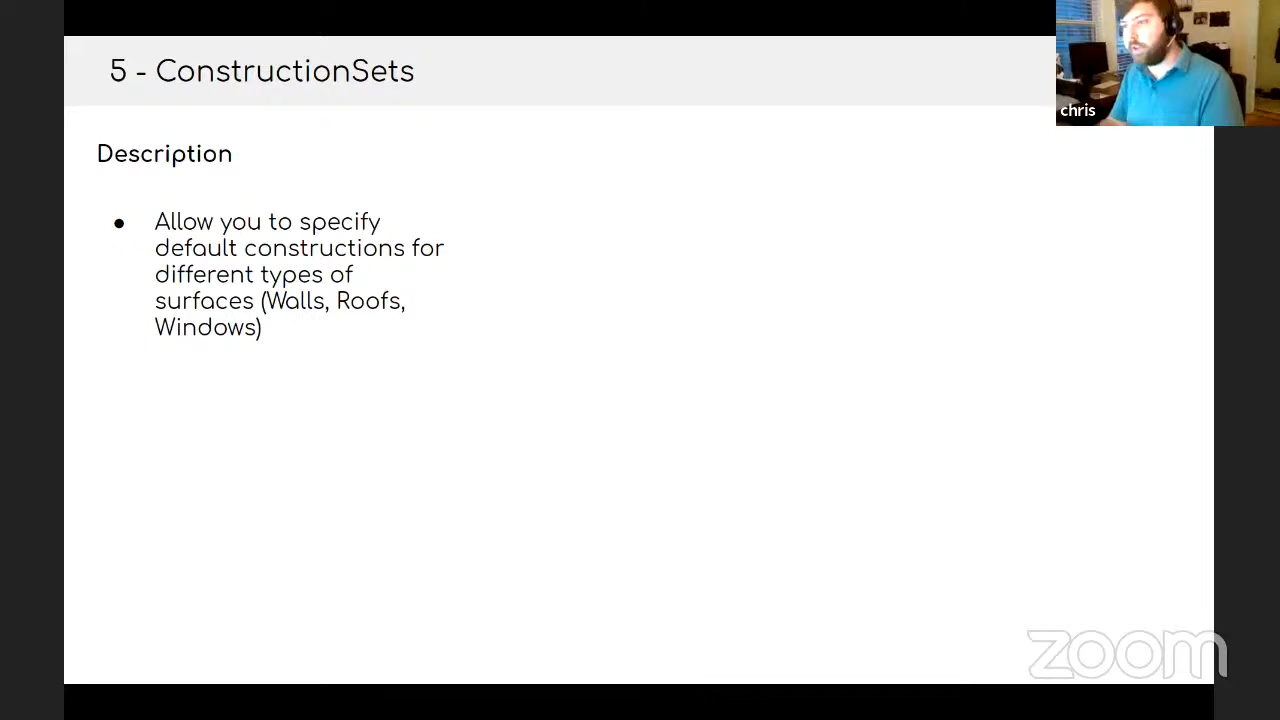 5 - ConstructionSets
chris
Description
● Allow you to specify
default constructions for
different types of
surfaces (Walls, Roofs,
Windows)
zoom